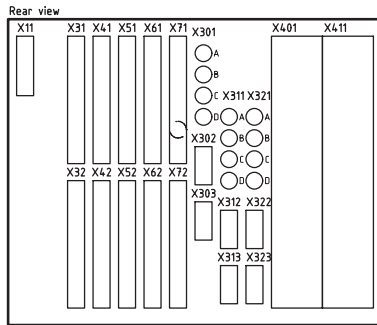 Rear view
X11 X31 X41 X51 X61 X71 X301 X401 X411
A
B
C X311 X321
D A A
X302 B B
C C
X32 X42 X52 X62 X72 D D
X303 X312 X322
X313 X323